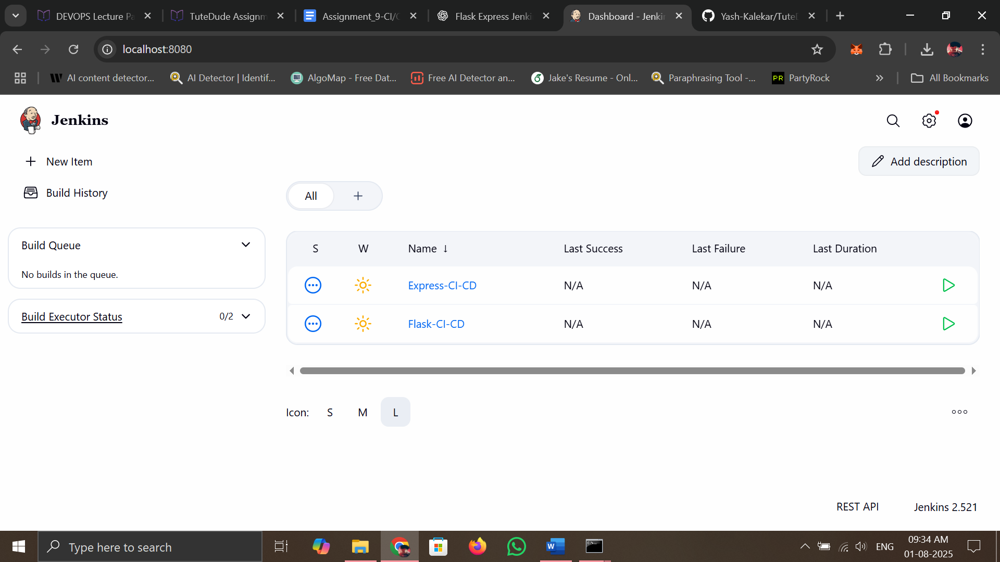 DEVOPS Lecture Pa
TuteDude Assignm
Assignment_9-CI/C
Flask Express Jenki
Dashboard - Jenkin
Yash-Kalekar/TuteD
localhost:8080
AI content detector...
AI Detector | Identif...
AlgoMap - Free Dat...
Free AI Detector an...
Jake's Resume - Onl...
Paraphrasing Tool -...
PR PartyRock
»
All Bookmarks
Jenkins
New Item
Add description
Build History
All
+
Build Queue
No builds in the queue.
Build Executor Status 0/2
S W Name ↓ Last Success Last Failure Last Duration
Express-CI-CD N/A N/A N/A
Flask-CI-CD N/A N/A N/A
Icon: S M L
REST API Jenkins 2.521
Type here to search
ENG
09:34 AM
01-08-2025